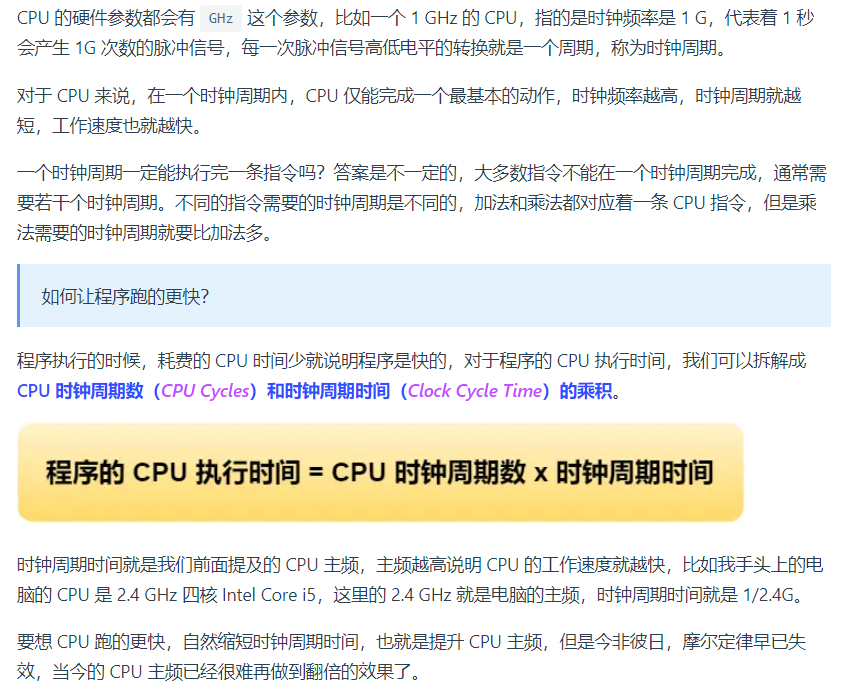 CPU 的硬件参数都会有 GHz 这个参数，比如一个 1 GHz 的 CPU，指的是时钟频率是 1 G，代表着 1 秒
会产生 1G 次数的脉冲信号，每一次脉冲信号高低电平的转换就是一个周期，称为时钟周期。
对于 CPU 来说，在一个时钟周期内，CPU 仅能完成一个最基本的动作，时钟频率越高，时钟周期就越
短，工作速度也就越快。
一个时钟周期一定能执行完一条指令吗？答案是不一定的，大多数指令不能在一个时钟周期完成，通常需
要若干个时钟周期。不同的指令需要的时钟周期是不同的，加法和乘法都对应着一条 CPU 指令，但是乘
法需要的时钟周期就要比加法多。
如何让程序跑的更快？
程序执行的时候，耗费的 CPU 时间少就说明程序是快的，对于程序的 CPU 执行时间，我们可以拆解成
CPU 时钟周期数（CPU Cycles）和时钟周期时间（Clock Cycle Time）的乘积。
程序的 CPU 执行时间 = CPU 时钟周期数 x 时钟周期时间
时钟周期时间就是我们前面提及的 CPU 主频，主频越高说明 CPU 的工作速度就越快，比如我手头上的电
脑的 CPU 是 2.4 GHz 四核 Intel Core i5，这里的 2.4 GHz 就是电脑的主频，时钟周期时间就是 1/2.4G。
要想 CPU 跑的更快，自然缩短时钟周期时间，也就是提升 CPU 主频，但是今非彼日，摩尔定律早已失
效，当今的 CPU 主频已经很难再做到翻倍的效果了。